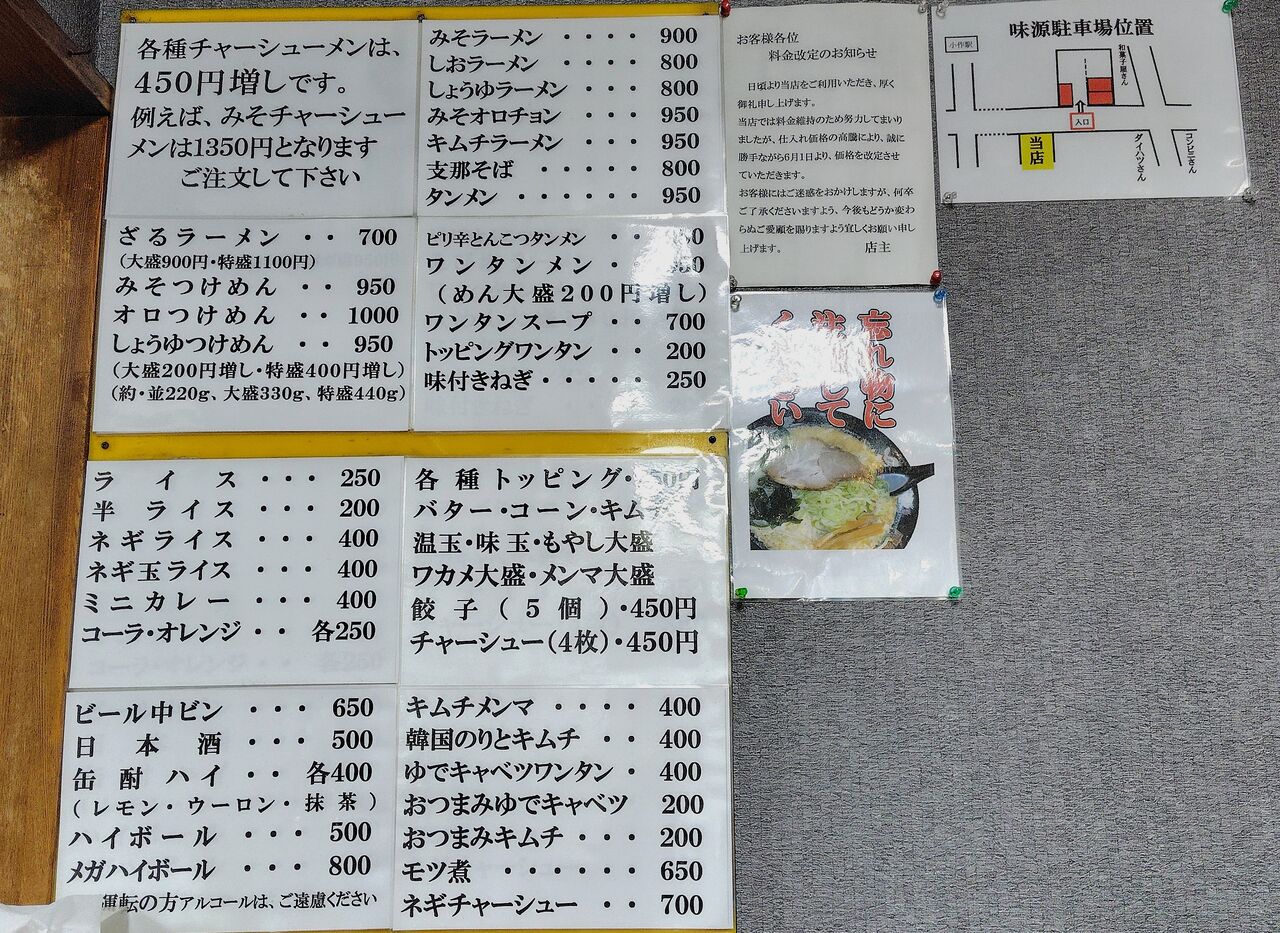 各種チャーシューメンは、
450円増しです。
例えば、みそチャーシュー
メンは1350円となります
ご注文して下さい
みそラーメン ・・・・ 900
しおラーメン ・・・・ 800
しょうゆラーメン ・・・ 800
みそオロチョン ・・・ 950
キムチラーメン ・・・ 950
支那そば ・・・・・ 800
タンメン ・・・・・・ 950
ざるラーメン ・・ 700
(大盛900円・特盛1100円)
みそつけめん ・・ 950
オロつけめん ・・ 1000
しょうゆつけめん ・・ 950
(大盛200円増し・特盛400円増し)
(約・並220g、大盛330g、特盛440g)
ピリ辛とんこつタンメン ・・
ワンタンメン ・・
(めん大盛200円増し)
ワンタンスープ ・・ 700
トッピングワンタン ・・ 200
味付きねぎ・・・・・ 250
ライス ・・・ 250
半ライス ・・・ 200
ネギライス ・・・ 400
ネギ玉ライス ・・・ 400
ミニカレー ・・・ 400
コーラ・オレンジ ・・ 各250
各種トッピング・
バター・コーン・キム
温玉・味玉・もやし大盛
ワカメ大盛・メンマ大盛
餃子(5個)・450円
チャーシュー(4枚)・450円
ビール中ビン ・・・ 650
日本酒 ・・・ 500
缶酎ハイ ・・ 各400
(レモン・ウーロン・抹茶)
ハイボール ・・・ 500
メガハイボール ・・・ 800
運転の方アルコールは、ご遠慮ください
キムチメンマ ・・・・ 400
韓国のりとキムチ ・・ 400
ゆでキャベツワンタン ・ 400
おつまみゆでキャベツ 200
おつまみキムチ ・・・・ 200
モツ煮 ・・・・・・ 650
ネギチャーシュー ・・ 700
お客様各位
料金改定のお知らせ
日頃より当店をご利用いただき、厚く
御礼申し上げます。
当店では料金維持のため努力してまいり
ましたが、仕入れ価格の高騰により、誠に
勝手ながら6月1日より、価格を改定させ
ていただきます。
お客様にはご迷惑をおかけしますが、何卒
ご了承くださいますよう、今後もどうか変わ
らぬご愛顧を賜りますよう宜しくお願い申し
上げます。 店主
忘れ物に
注意して
味源駐車場位置
小作駅
和菓子屋さん
入口
当店
ダイハツさん
コンビニさん